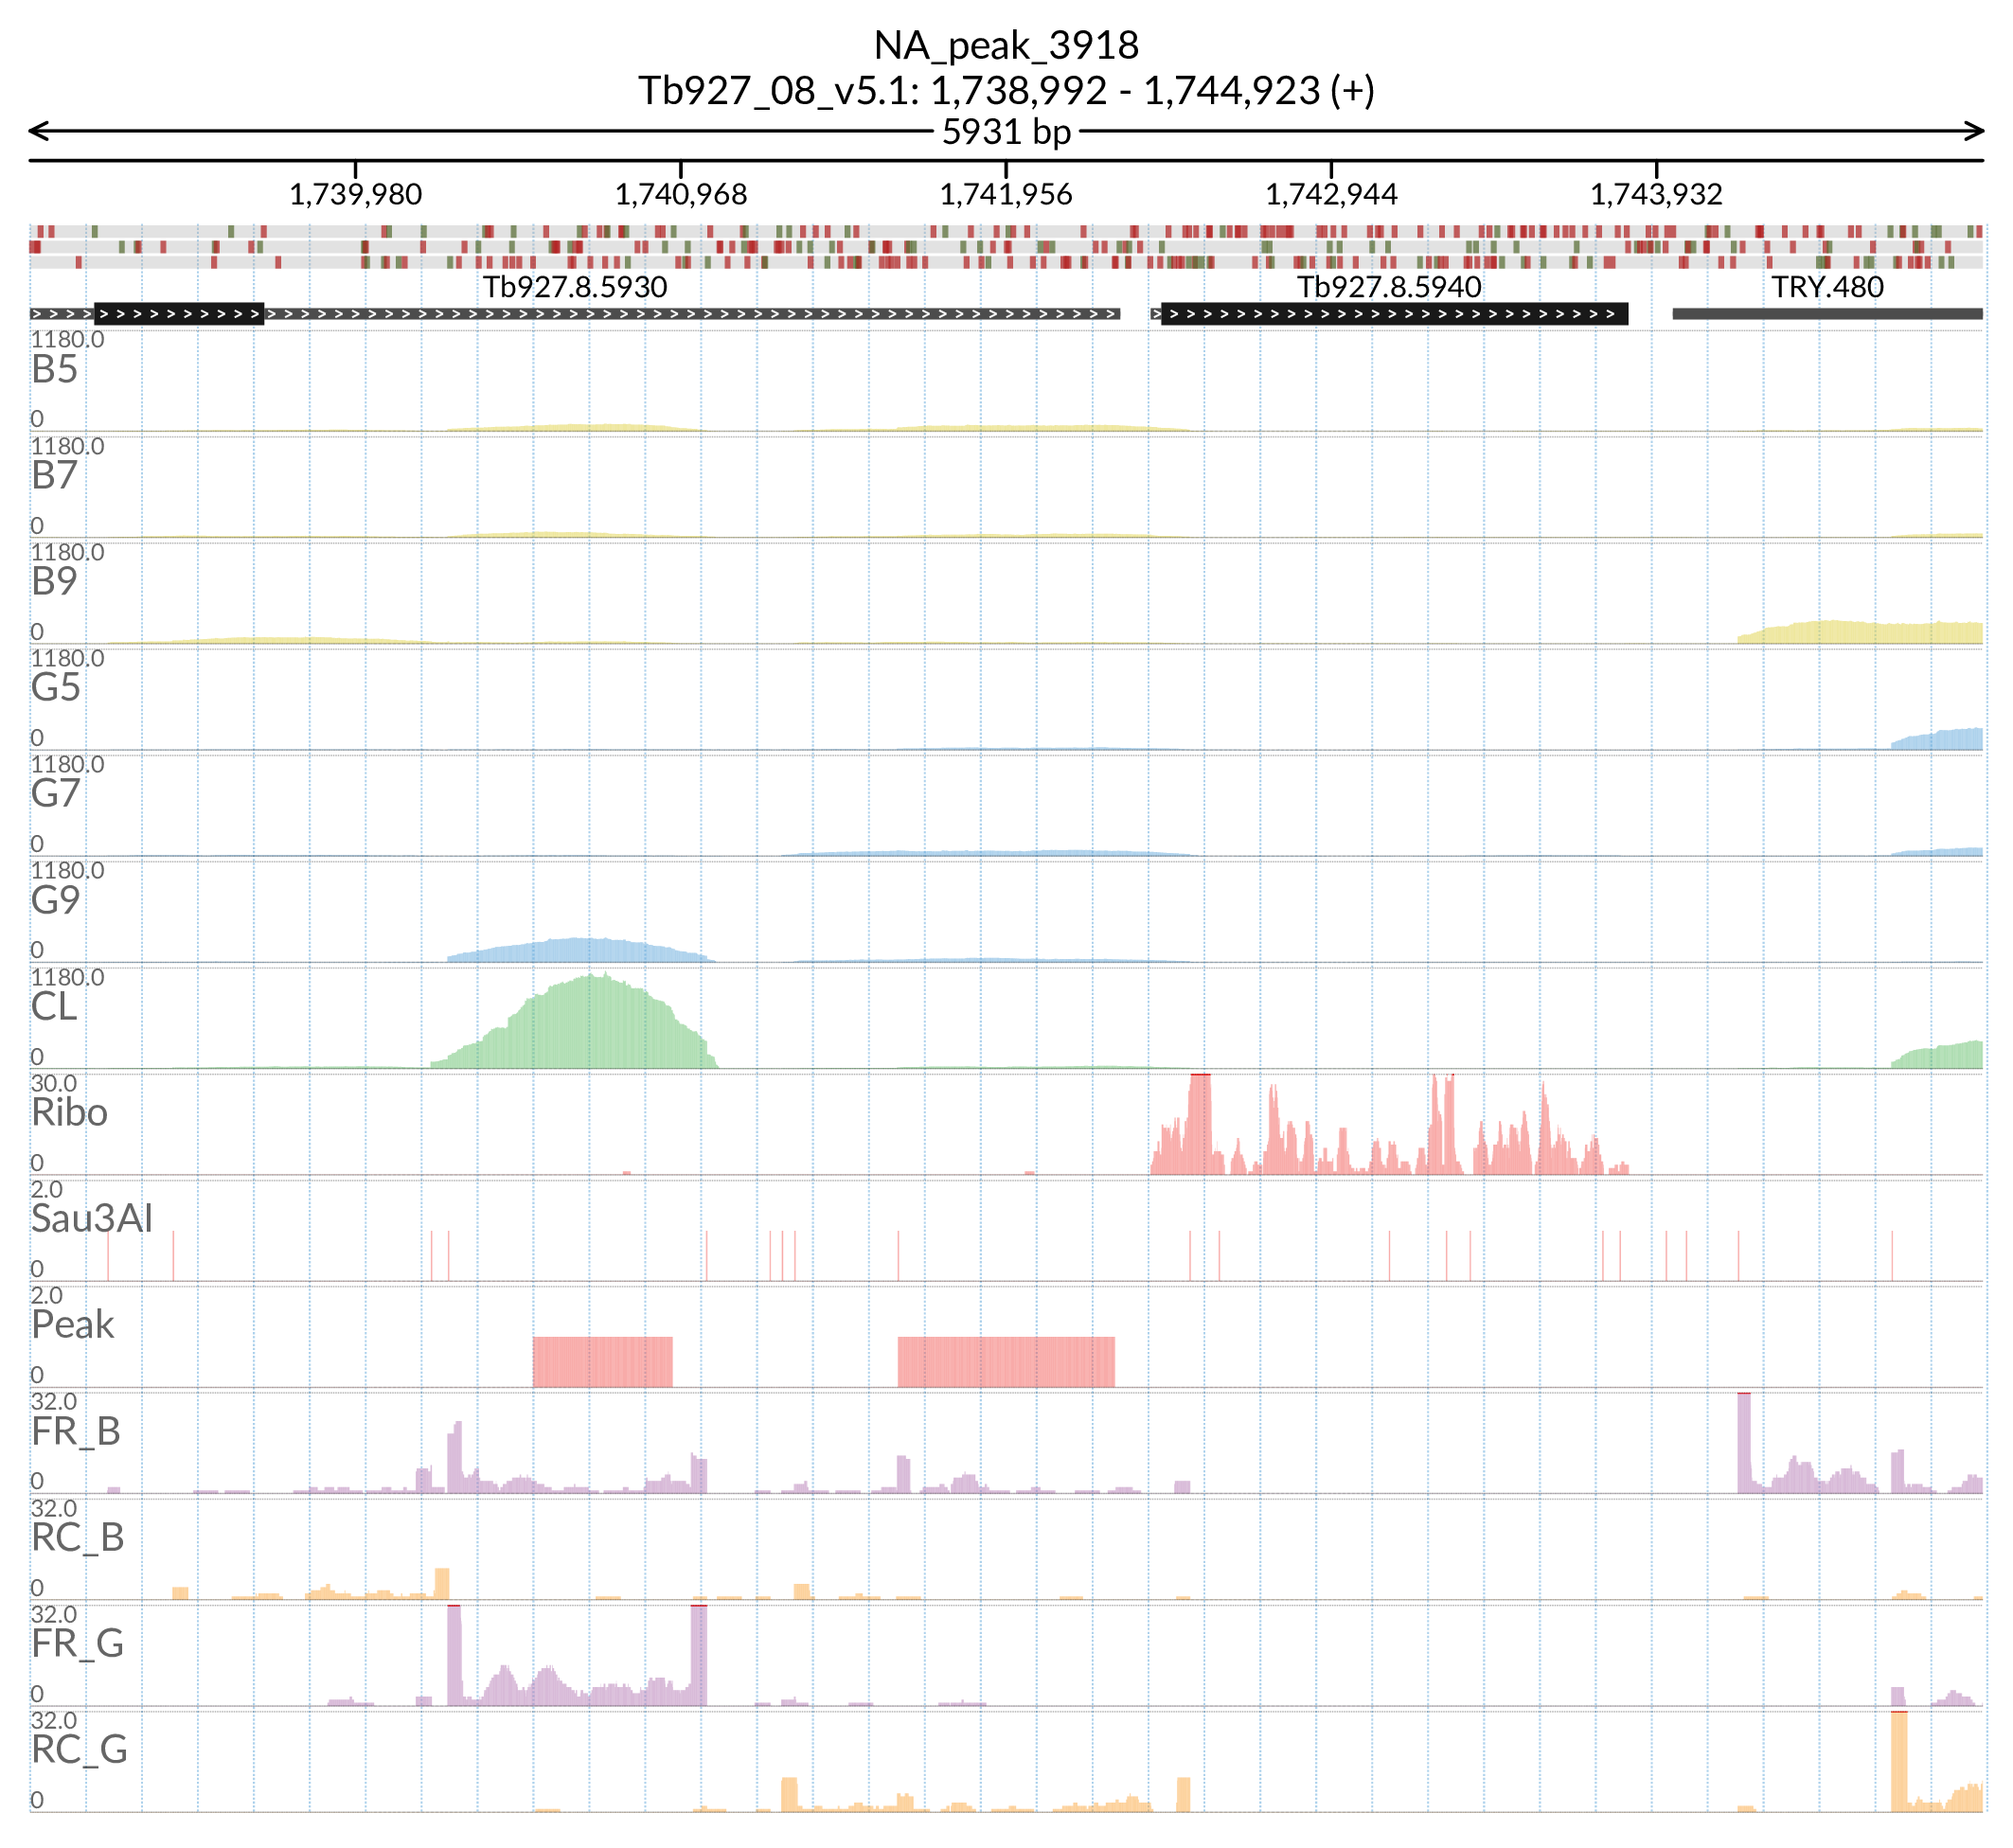 NA_peak_3918
Tb927_08_v5.1: 1,738,992 - 1,744,923 (+)
5931 bp
1,739,980 1,740,968 1,741,956 1,742,944 1,743,932
Tb927.8.5930 Tb927.8.5940 TRY.480
1180.0
B5
0
1180.0
B7
0
1180.0
B9
0
1180.0
G5
0
1180.0
G7
0
1180.0
G9
0
1180.0
CL
0
30.0
Ribo
0
2.0
Sau3AI
0
2.0
Peak
0
32.0
FR_B
0
32.0
RC_B
0
32.0
FR_G
0
32.0
RC_G
0